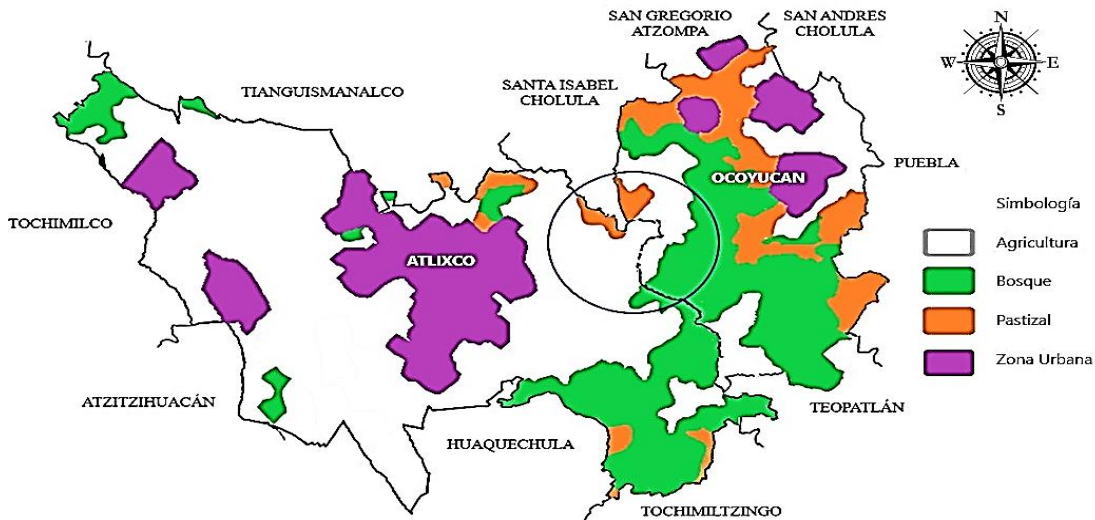 SAN GREGORIO
ATZOMPA
SAN ANDRES
CHOLULA
N
W
E
S
SANTA ISABEL
CHOLULA
TIANGUISMANALCO
PUEBLA
OCOYUCAN
TOCHIMILCO
ATLIXCO
Simbología
Agricultura
Bosque
Pastizal
Zona Urbana
ATZITZIHUACÁN
HUAQUECHULA
TEOPATLÁN
TOCHIMILTZINGO